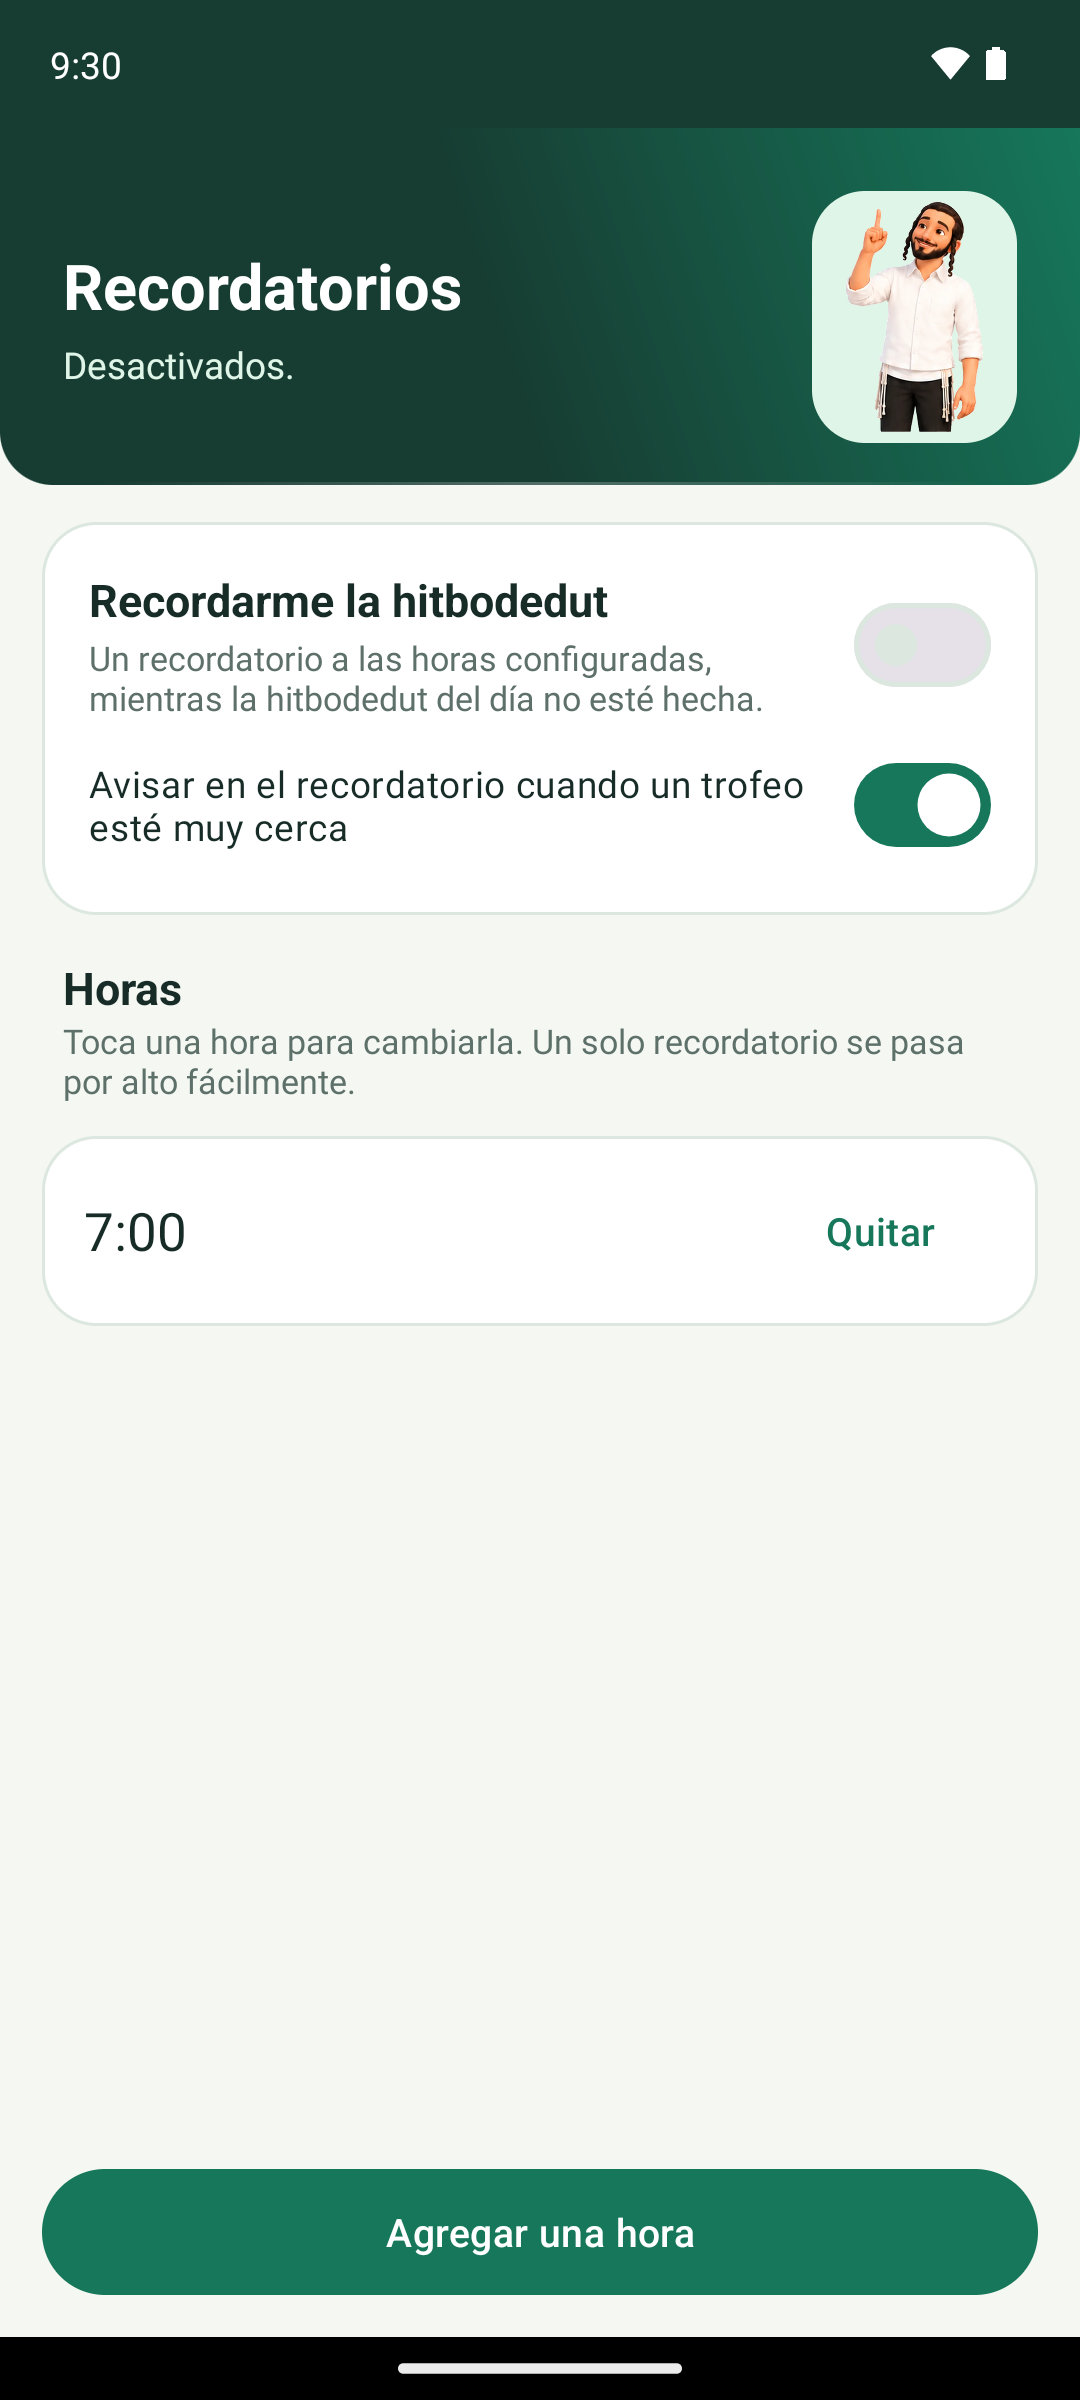 9:30
Recordatorios
Desactivados.
Recordarme la hitbodedut
Un recordatorio a las horas configuradas,
mientras la hitbodedut del día no esté hecha.
Avisar en el recordatorio cuando un trofeo
esté muy cerca
Horas
Toca una hora para cambiarla. Un solo recordatorio se pasa
por alto fácilmente.
7:00
Quitar
Agregar una hora